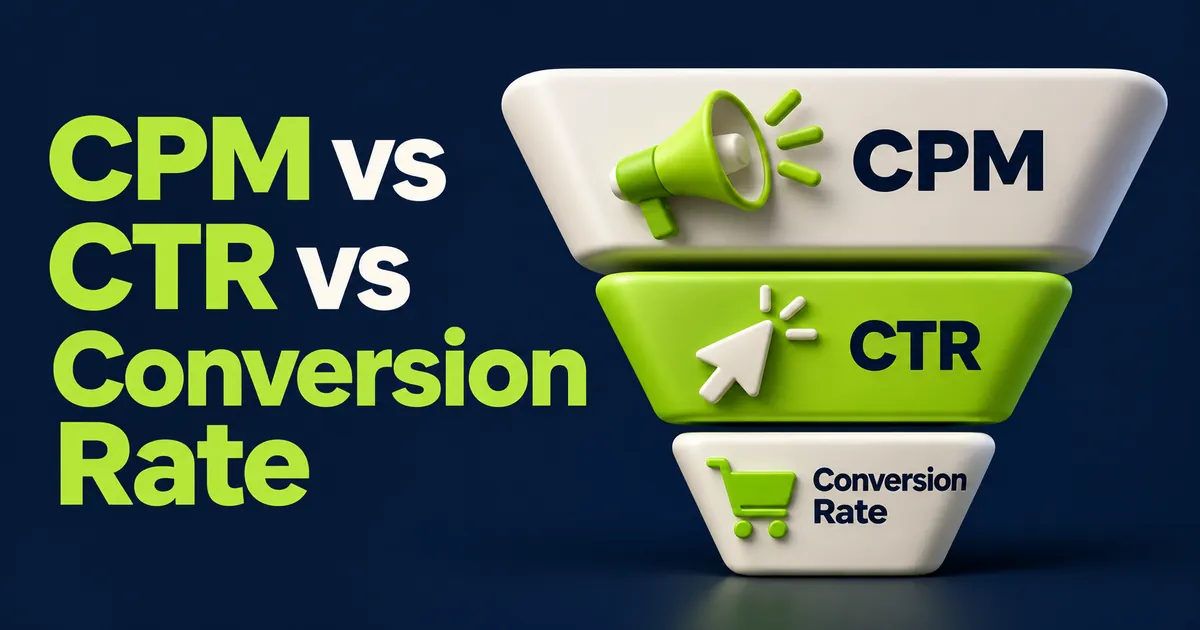 CPM vs
CTR vs
Conversion
Rate
CPM
CTR
Conversion
Rate